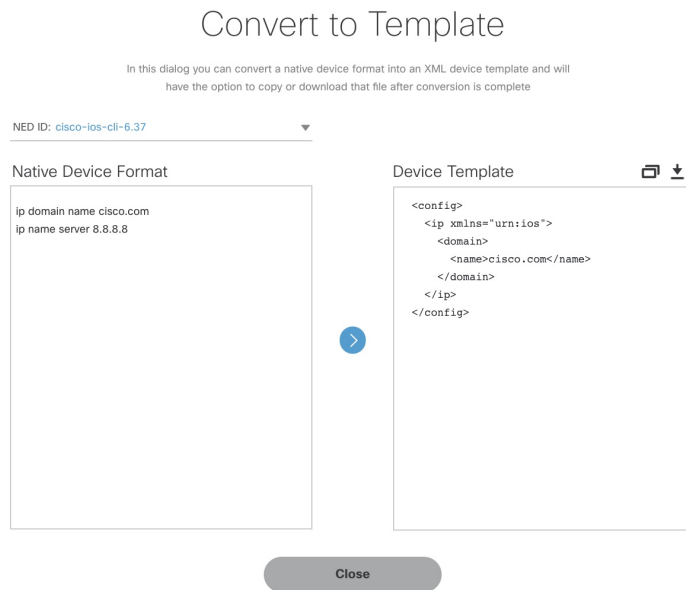 Convert to Template
In this dialog you can convert a native device format into an XML device template and will
have the option to copy or download that file after conversion is complete
NED ID: cisco-ios-cli-6.37
Native Device Format
ip domain name cisco.com
ip name server 8.8.8.8
Device Template
<config>
  <ip xmlns="urn:ios">
    <domain>
      <name>cisco.com</name>
    </domain>
  </ip>
</config>
Close